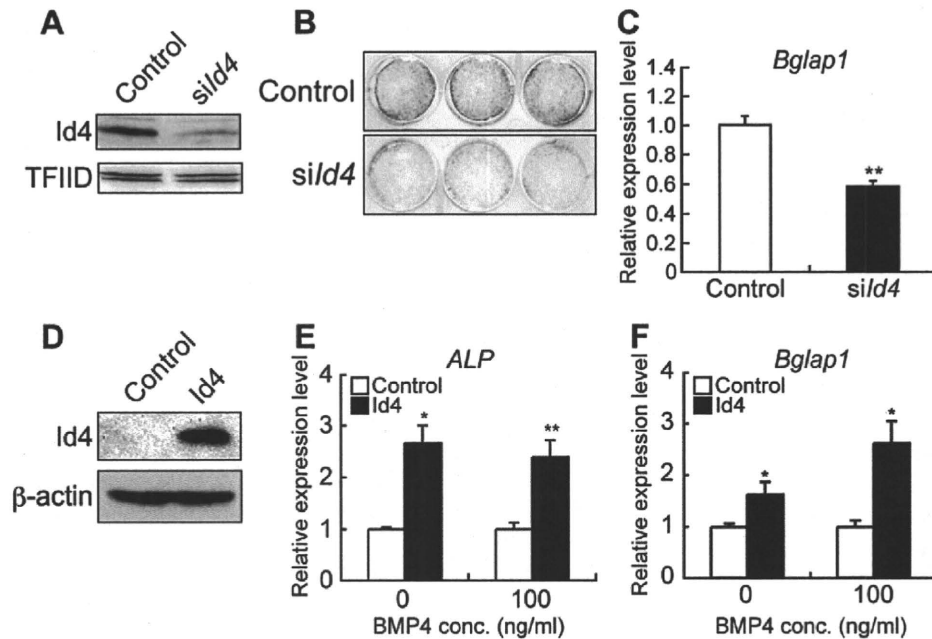 A
Control
siId4
Id4
TFIID
B
Control
siId4
C
Bglap1
Relative expression level
1.4
1.2
1.0
0.8
0.6
0.4
0.2
0
**
Control
siId4
D
Control
Id4
Id4
β-actin
E
ALP
Relative expression level
4
3
2
1
0
Control
Id4
*
**
0
100
BMP4 conc. (ng/ml)
F
Bglap1
Relative expression level
4
3
2
1
0
Control
Id4
*
*
0
100
BMP4 conc. (ng/ml)